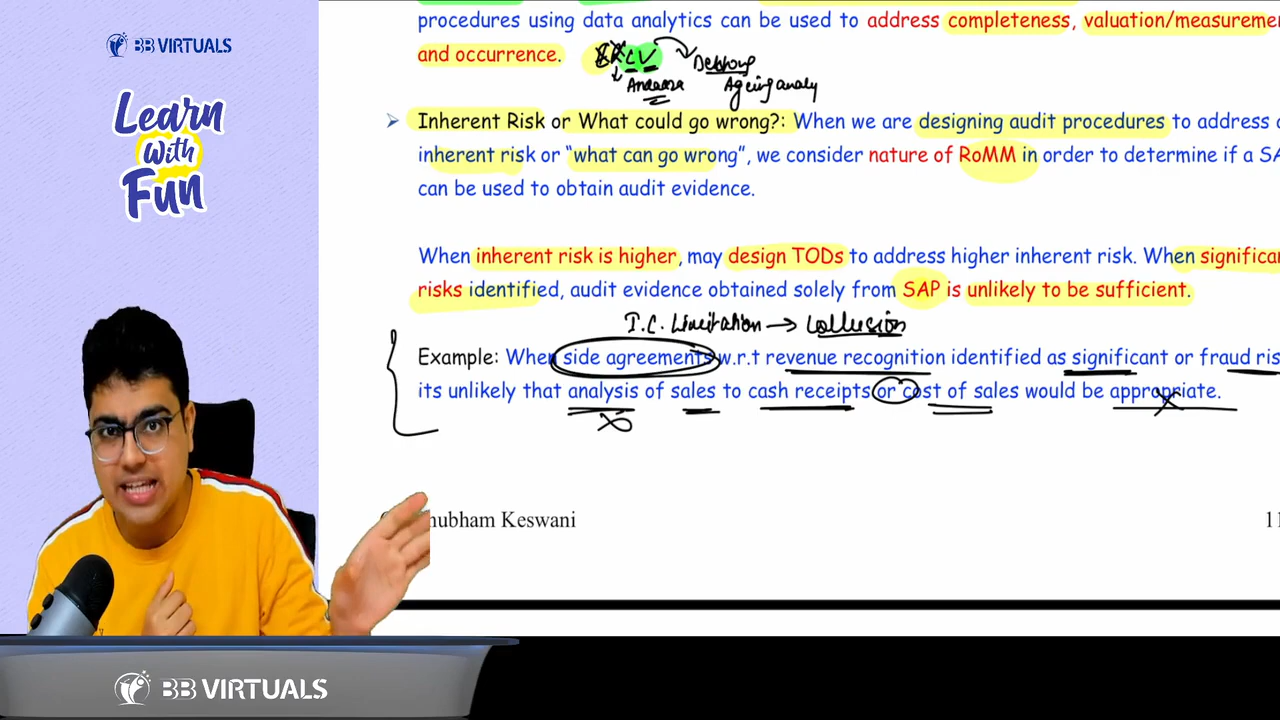 BB VIRTUALS
Learn
With
Fun
procedures using data analytics can be used to address completeness, valuation/measureme
and occurrence.
CV
Ageing analy
Inherent Risk or What could go wrong?: When we are designing audit procedures to address
inherent risk or “what can go wrong”, we consider nature of RoMM in order to determine if a SA
can be used to obtain audit evidence.
When inherent risk is higher, may design TODs to address higher inherent risk. When significan
risks identified, audit evidence obtained solely from SAP is unlikely to be sufficient.
I.C. Limitation → Collusion
Example: When side agreements w.r.t revenue recognition identified as significant or fraud ris
its unlikely that analysis of sales to cash receipts or cost of sales would be appropriate.
hubham Keswani
11
BB VIRTUALS